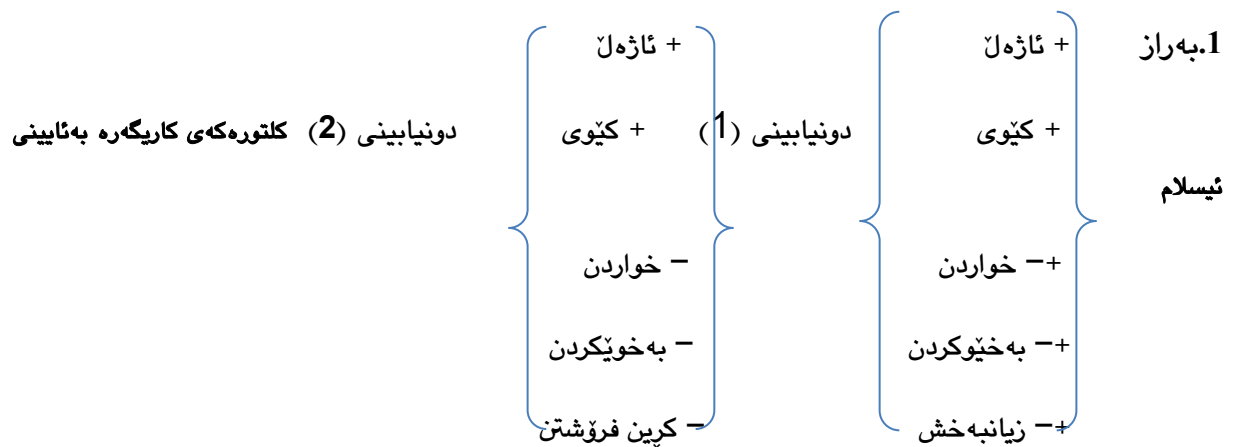 1.بەراز + ئاژەڵ + ئاژەڵ
+ کێوی دونیابینی (1) + کێوی دونیابینی (2) کلتورەکەی کاریگەرە بەئایینی
ئیسلام
+− خواردن − خواردن
+− بەخێوکردن − بەخوێکردن
+− زیانبەخش − کڕین فرۆشتن